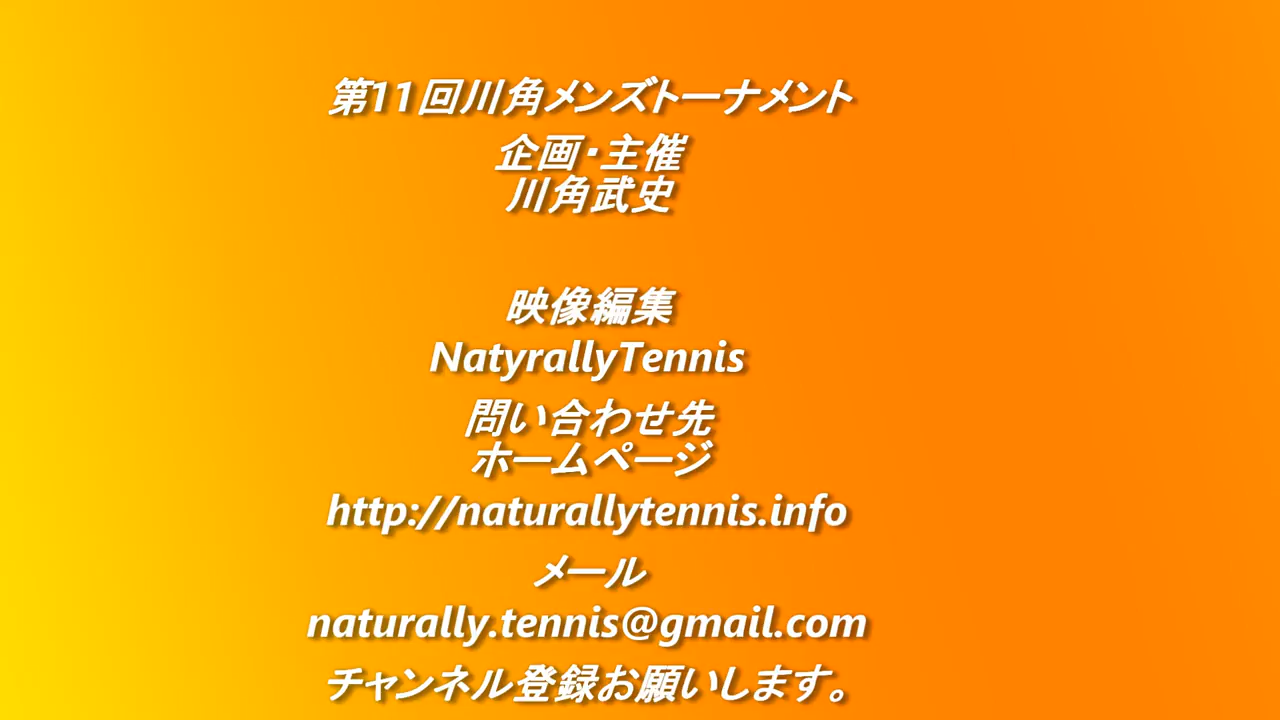 第11回川角メンズトーナメント
企画・主催
川角武史
映像編集
NatyrallyTennis
問い合わせ先
ホームページ
http://naturallytennis.info
メール
naturally.tennis@gmail.com
チャンネル登録お願いします。